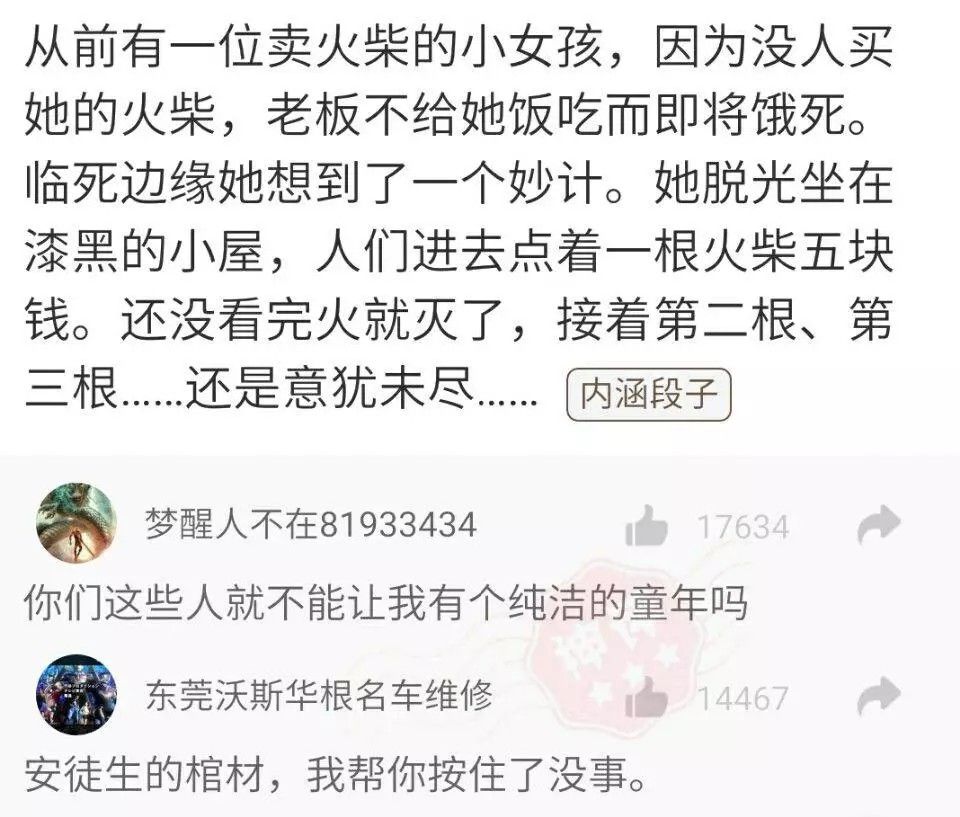 从前有一位卖火柴的小女孩，因为没人买
她的火柴，老板不给她饭吃而即将饿死。
临死边缘她想到了一个妙计。她脱光坐在
漆黑的小屋，人们进去点着一根火柴五块
钱。还没看完火就灭了，接着第二根、第
三根……还是意犹未尽…… 内涵段子
梦醒人不在81933434 17634
你们这些人就不能让我有个纯洁的童年吗
东莞沃斯华根名车维修 14467
安徒生的棺材，我帮你按住了没事。